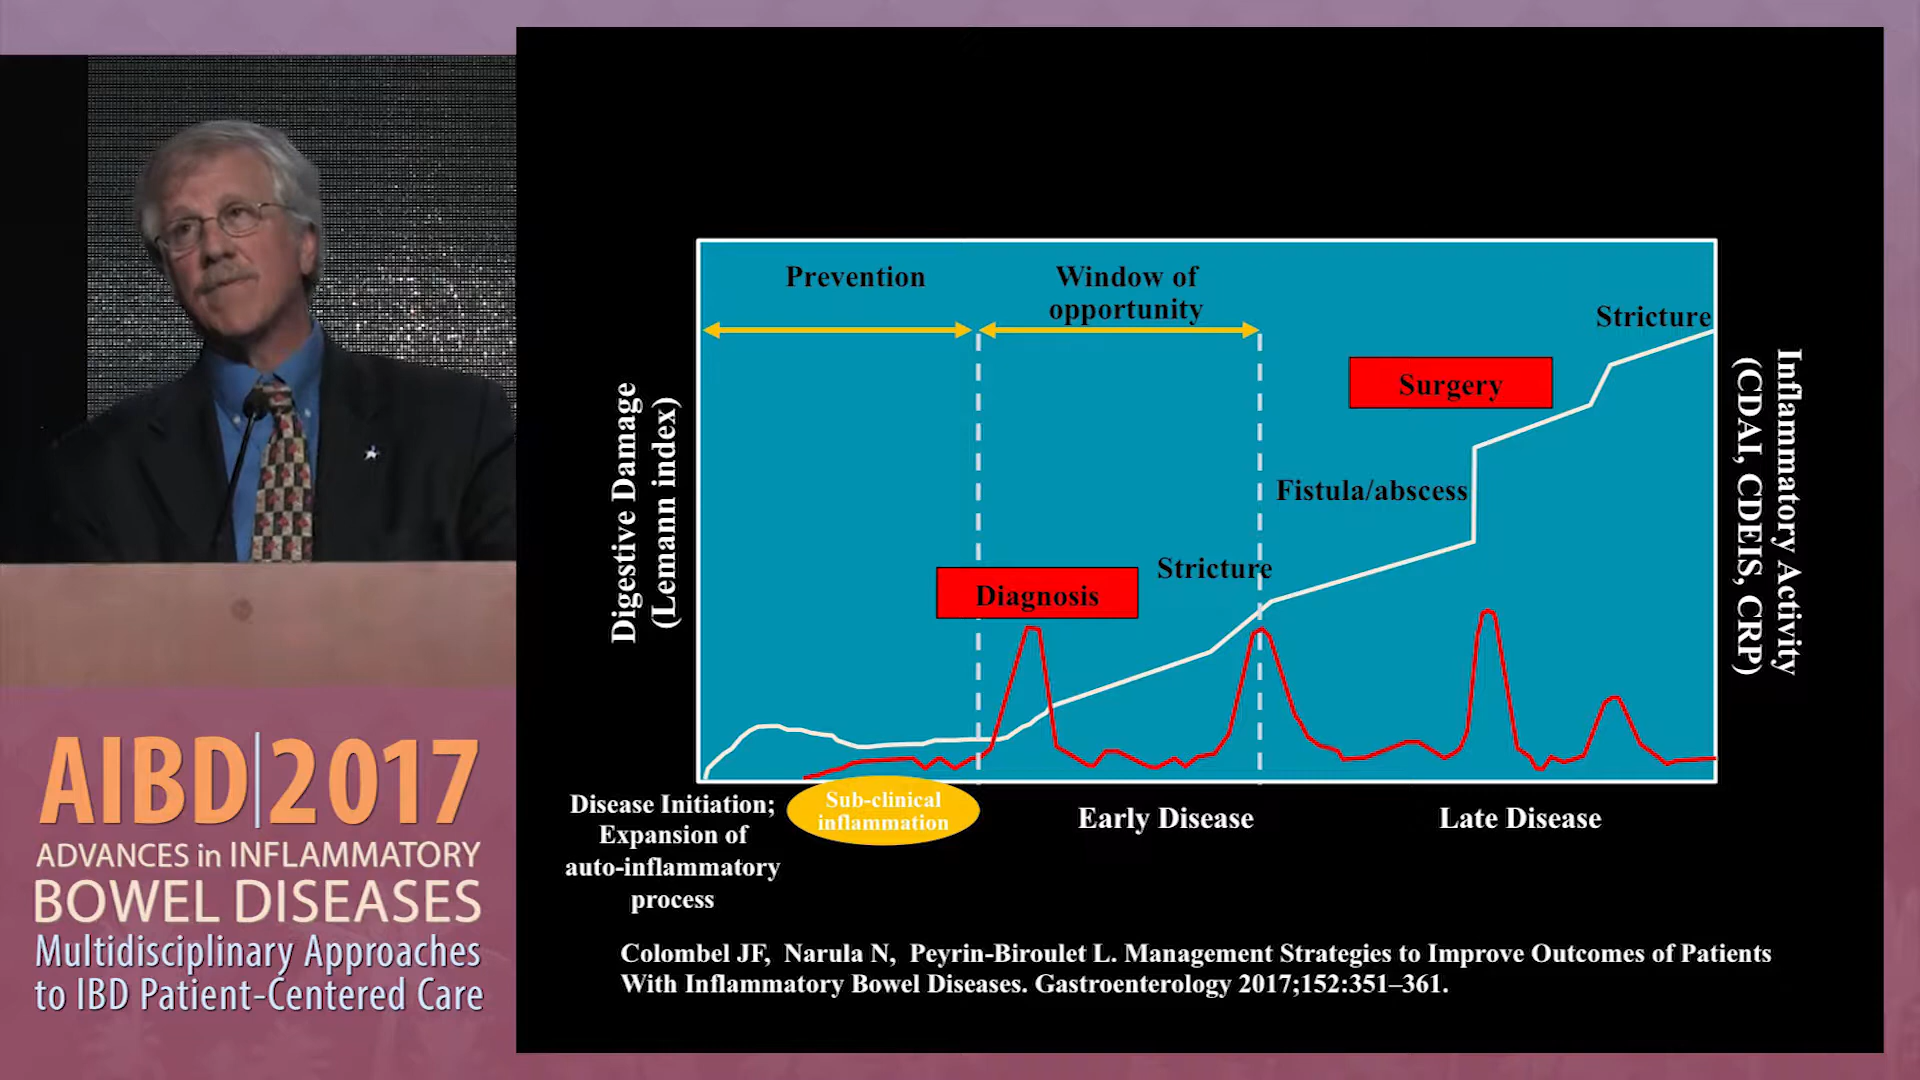 AIBD|2017
ADVANCES in INFLAMMATORY
BOWEL DISEASES
Multidisciplinary Approaches
to IBD Patient-Centered Care
Prevention
Window of
opportunity
Stricture
Surgery
Fistula/abscess
Stricture
Diagnosis
Digestive Damage
(Lemann index)
Inflammatory Activity
(CDAI, CDEIS, CRP)
Disease Initiation;
Expansion of
auto-inflammatory
process
Sub-clinical
inflammation
Early Disease
Late Disease
Colombel JF, Narula N, Peyrin-Biroulet L. Management Strategies to Improve Outcomes of Patients
With Inflammatory Bowel Diseases. Gastroenterology 2017;152:351–361.